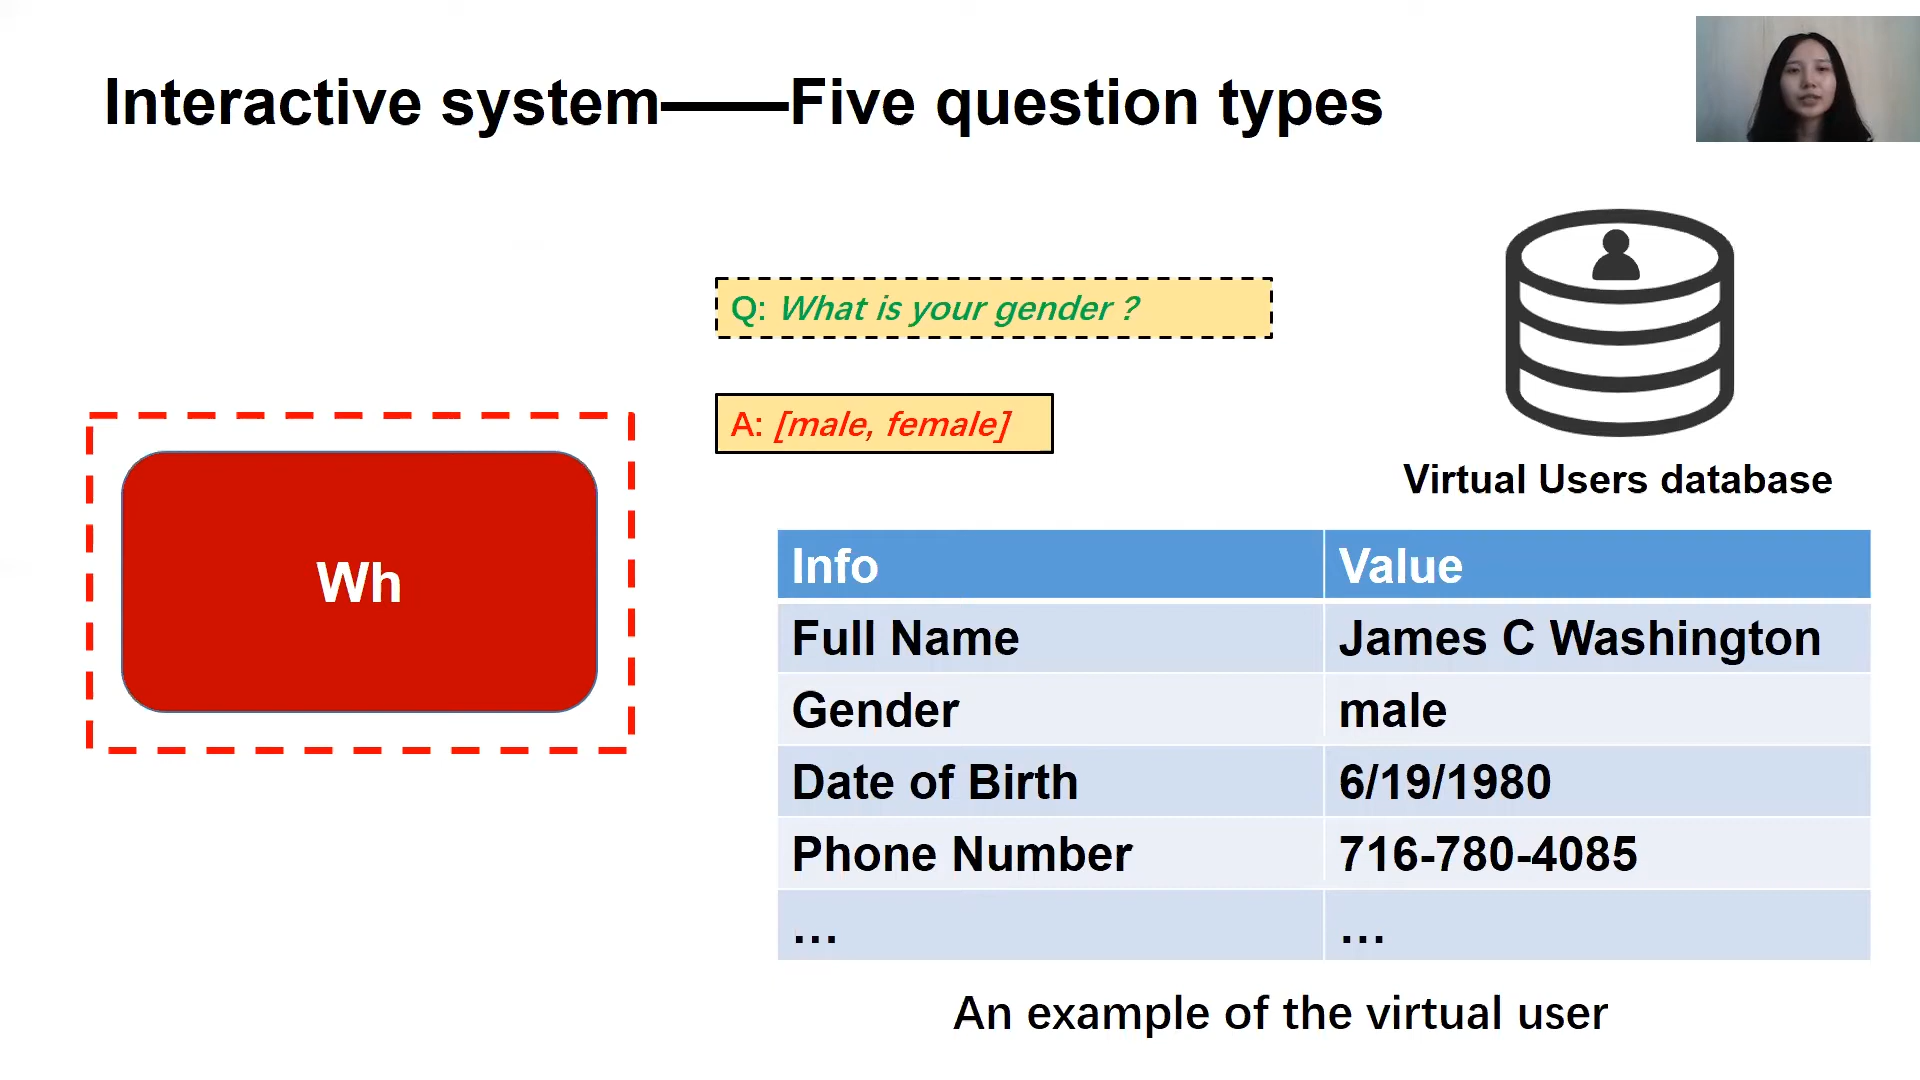 Interactive system——Five question types
Q: What is your gender ?
A: [male, female]
Wh
Virtual Users database
Info Value
Full Name James C Washington
Gender male
Date of Birth 6/19/1980
Phone Number 716-780-4085
… …
An example of the virtual user